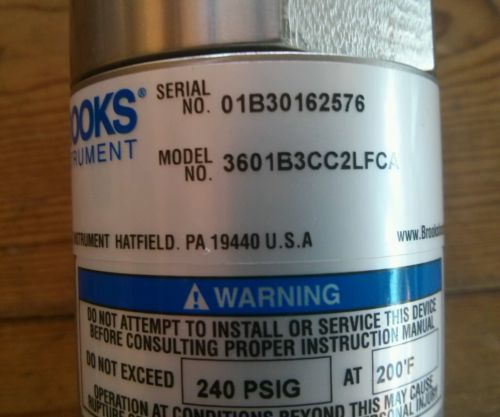 OOKS®
TRUMENT
SERIAL NO. 01B30162576
MODEL NO. 3601B3CC2LFCA
INSTRUMENT HATFIELD. PA 19440 U.S.A
WARNING
DO NOT ATTEMPT TO INSTALL OR SERVICE THIS DEVICE
BEFORE CONSULTING PROPER INSTRUCTION MANUAL
DO NOT EXCEED 240 PSIG AT 200°F
OPERATION AT CONDITIONS BEYOND THIS MAY CAUSE